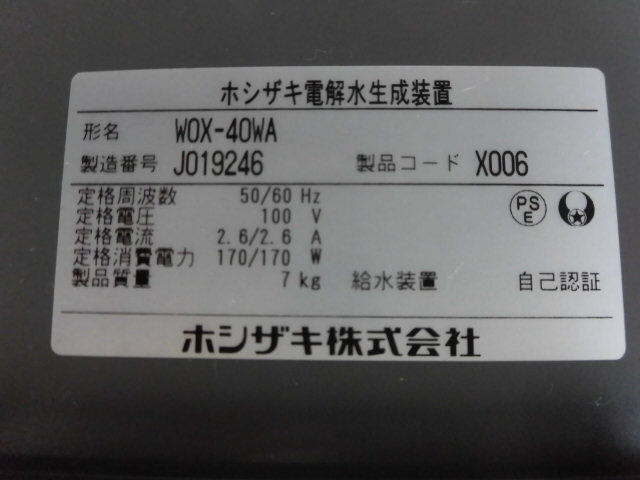 ホシザキ電解水生成装置
形名 WOX-40WA
製造番号 J019246 製品コード X006
定格周波数 50/60 Hz
定格電圧 100 V
定格電流 2.6/2.6 A
定格消費電力 170/170 W
製品質量 7 kg 給水装置 自己認証
PS
E
ホシザキ株式会社